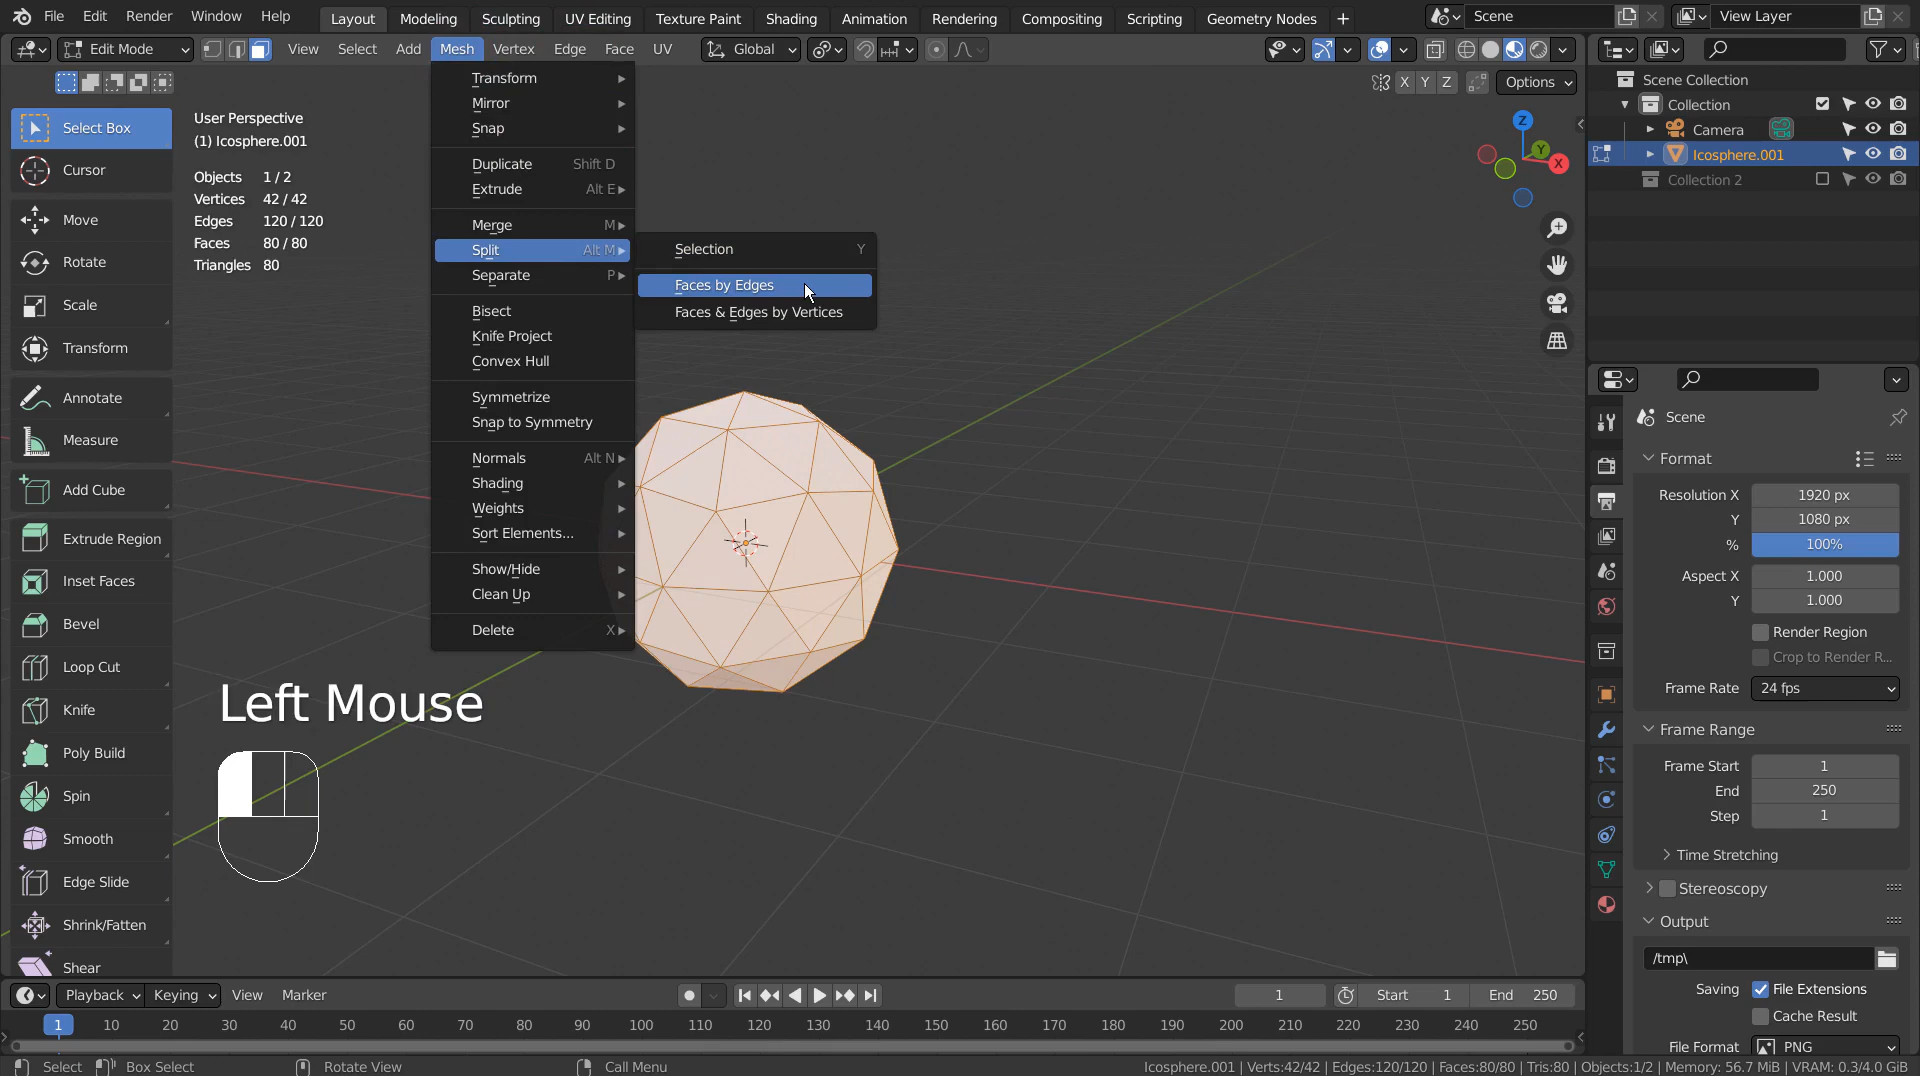 File Edit Render Window Help Layout Modeling Sculpting UV Editing Texture Paint Shading Animation Rendering Compositing Scripting Geometry Nodes + Scene View Layer
Edit Mode View Select Add Mesh Vertex Edge Face UV Global
X Y Z Options
Select Box
Cursor
Move
Rotate
Scale
Transform
Annotate
Measure
Add Cube
Extrude Region
Inset Faces
Bevel
Loop Cut
Knife
Poly Build
Spin
Smooth
Edge Slide
Shrink/Fatten
Shear
User Perspective
(1) Icosphere.001
Objects 1 / 2
Vertices 42 / 42
Edges 120 / 120
Faces 80 / 80
Triangles 80
Transform
Mirror
Snap
Duplicate Shift D
Extrude Alt E
Merge M
Split Alt M
Separate P
Bisect
Knife Project
Convex Hull
Symmetrize
Snap to Symmetry
Normals Alt N
Shading
Weights
Sort Elements...
Show/Hide
Clean Up
Delete X
Selection Y
Faces by Edges
Faces & Edges by Vertices
Z
Y
X
Left Mouse
Scene Collection
Collection
Camera
Icosphere.001
Collection 2
Scene
Format
Resolution X 1920 px
Y 1080 px
% 100%
Aspect X 1.000
Y 1.000
Render Region
Crop to Render R...
Frame Rate 24 fps
Frame Range
Frame Start 1
End 250
Step 1
Time Stretching
Stereoscopy
Output
/tmp\
Saving File Extensions
Cache Result
File Format PNG
Playback Keying View Marker 1 Start 1 End 250
1 10 20 30 40 50 60 70 80 90 100 110 120 130 140 150 160 170 180 190 200 210 220 230 240 250
Select Box Select Rotate View Call Menu Icosphere.001 | Verts:42/42 | Edges:120/120 | Faces:80/80 | Tris:80 | Objects:1/2 | Memory: 56.7 MiB | VRAM: 0.3/4.0 GiB